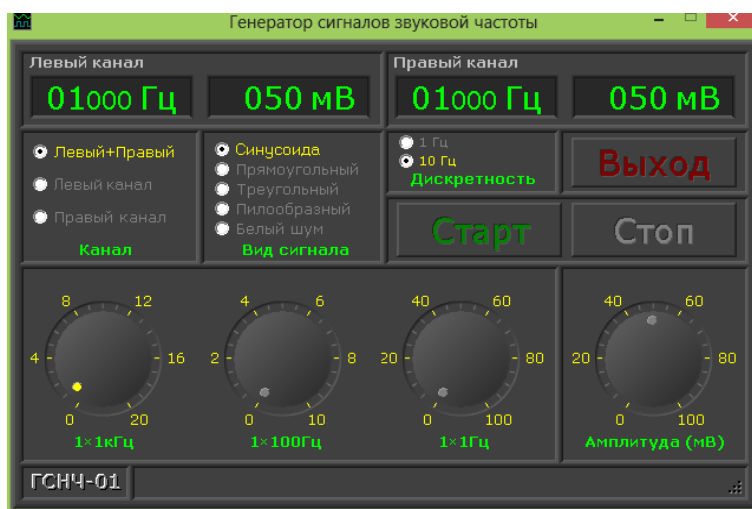 Генератор сигналов звуковой частоты
Левый канал
Правый канал
01000 Гц
050 мВ
01000 Гц
050 мВ
Левый+Правый
Левый канал
Правый канал
Канал
Синусоида
Прямоугольный
Треугольный
Пилообразный
Белый шум
Вид сигнала
1 Гц
10 Гц
Дискретность
Выход
Старт
Стоп
8 12
4 16
0 20
1×1кГц
4 6
2 8
0 10
1×100Гц
40 60
20 80
0 100
1×1Гц
40 60
20 80
0 100
Амплитуда (мВ)
ГСНЧ-01